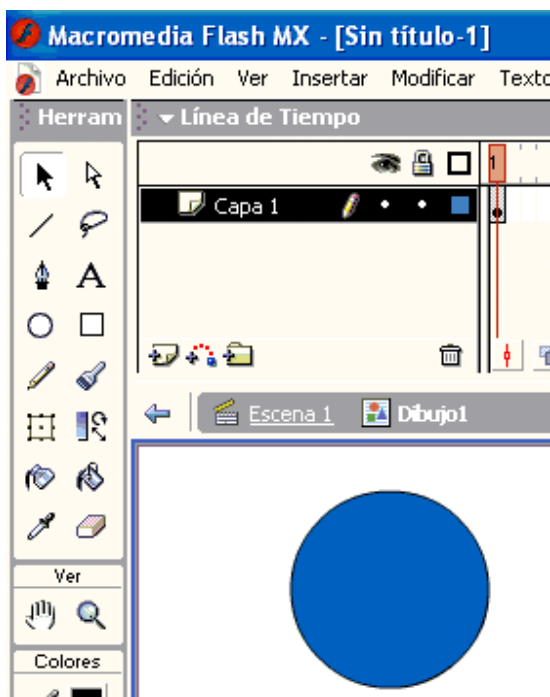 Macromedia Flash MX - [Sin título-1]
Archivo Edición Ver Insertar Modificar Texto
Herram
Línea de Tiempo
1
Capa 1
Escena 1 Dibujo1
A
Ver
Colores